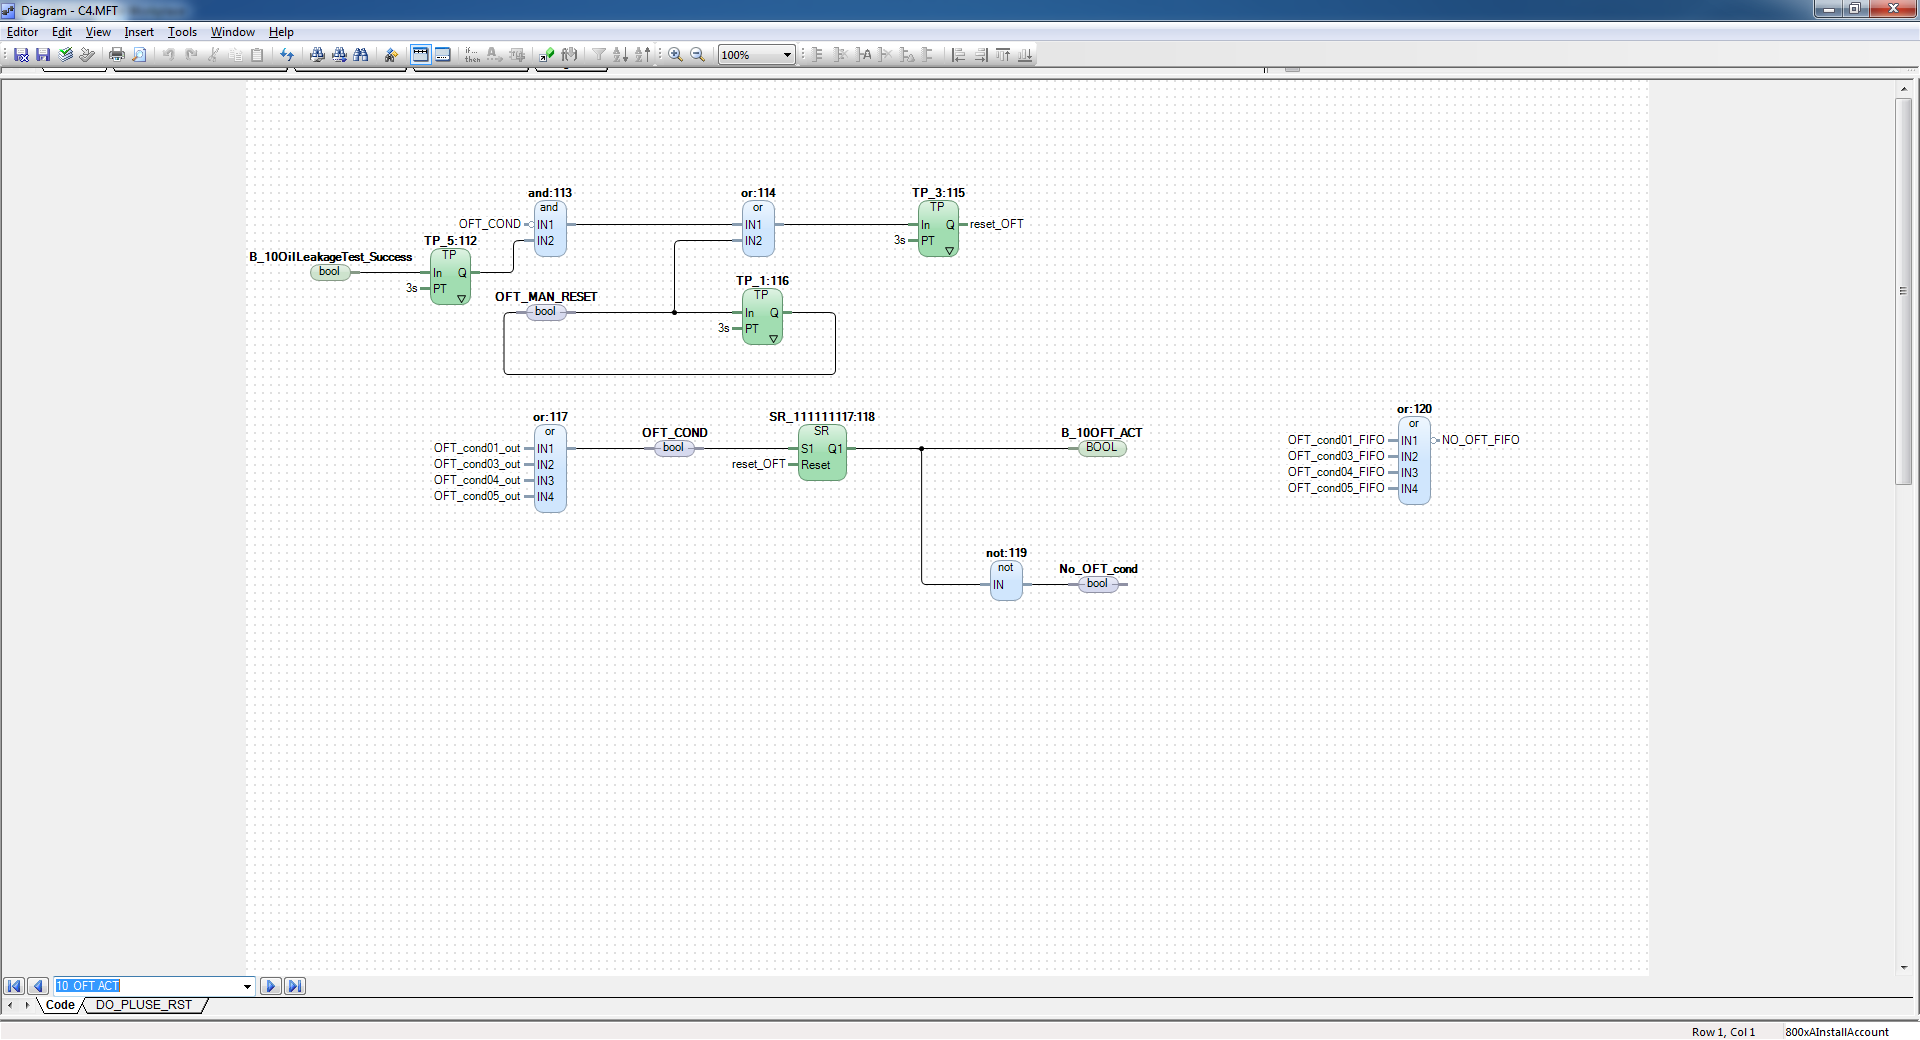 Diagram - C4.MFT
Editor Edit View Insert Tools Window Help
if... then
100%
and:113
and
OFT_COND
IN1
IN2
or:114
or
IN1
IN2
TP_3:115
TP
In Q
reset_OFT
3s
PT
TP_5:112
TP
B_10OilLeakageTest_Success
bool
In Q
3s
PT
TP_1:116
TP
OFT_MAN_RESET
bool
In Q
3s
PT
or:117
or
OFT_cond01_out IN1
OFT_cond03_out IN2
OFT_cond04_out IN3
OFT_cond05_out IN4
OFT_COND
bool
SR_111111117:118
SR
S1 Q1
reset_OFT Reset
B_10OFT_ACT
BOOL
or:120
or
OFT_cond01_FIFO IN1 NO_OFT_FIFO
OFT_cond03_FIFO IN2
OFT_cond04_FIFO IN3
OFT_cond05_FIFO IN4
not:119
not
IN
No_OFT_cond
bool
10 OFT ACT
Code DO_PLUSE_RST
Row 1, Col 1 800xAInstallAccount